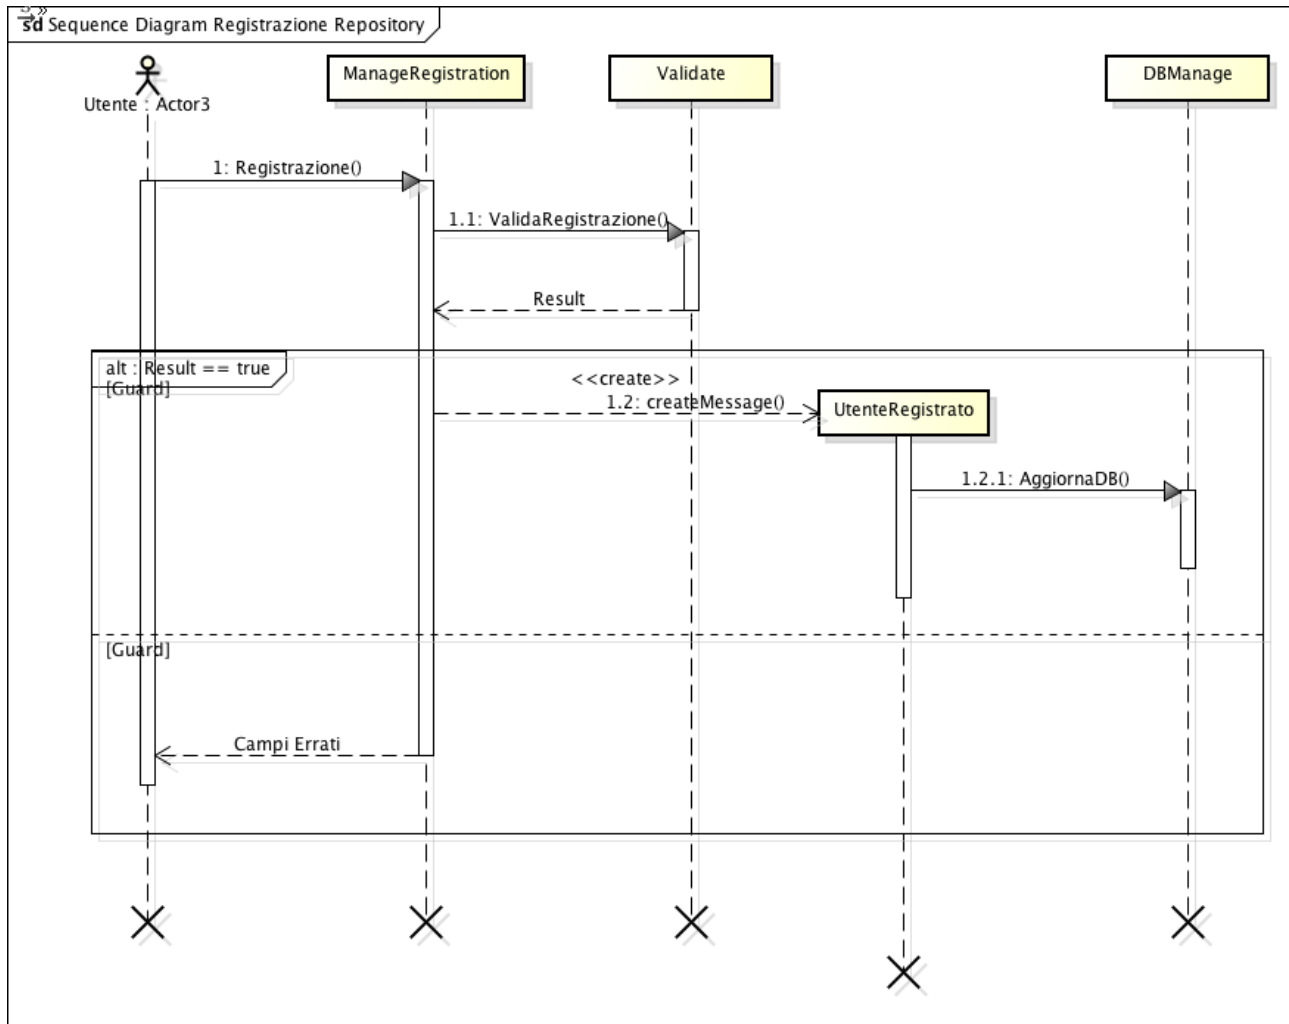 sd Sequence Diagram Registrazione Repository
Utente : Actor3
ManageRegistration
Validate
DBManage
1: Registrazione()
1.1: ValidaRegistrazione()
Result
alt : Result == true
[Guard]
<<create>>
1.2: createMessage()
UtenteRegistrato
1.2.1: AggiornaDB()
[Guard]
Campi Errati